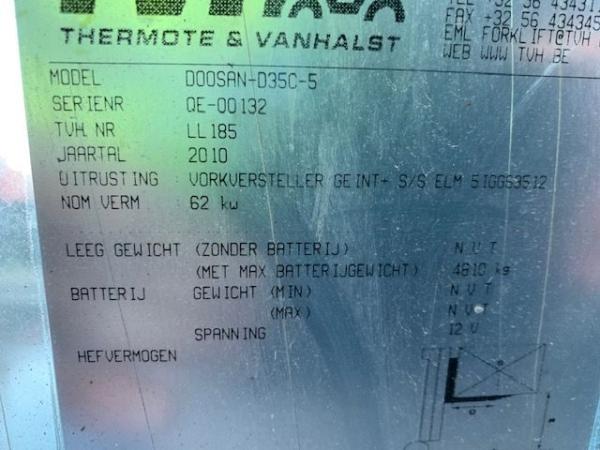 THERMOTE & VANHALST
FAX +32 56 434345
EML FORKLIFT@TVH
WEB WWW TVH BE
MODEL : DOOSAN-D35C-5
SERIENR : QE-00132
TVH NR : LL185
JAARTAL : 2010
UITRUSTING : VORKVERSTELLER GEINT+ S/S ELM 51GGS3512
NOM VERM : 62 kw
LEEG GEWICHT (ZONDER BATTERIJ) : N V T
(MET MAX BATTERIJGEWICHT) : 4810 kg
BATTERIJ GEWICHT (MIN) : N V T
(MAX) : N V T
SPANNING : 12 V
HEFVERMOGEN